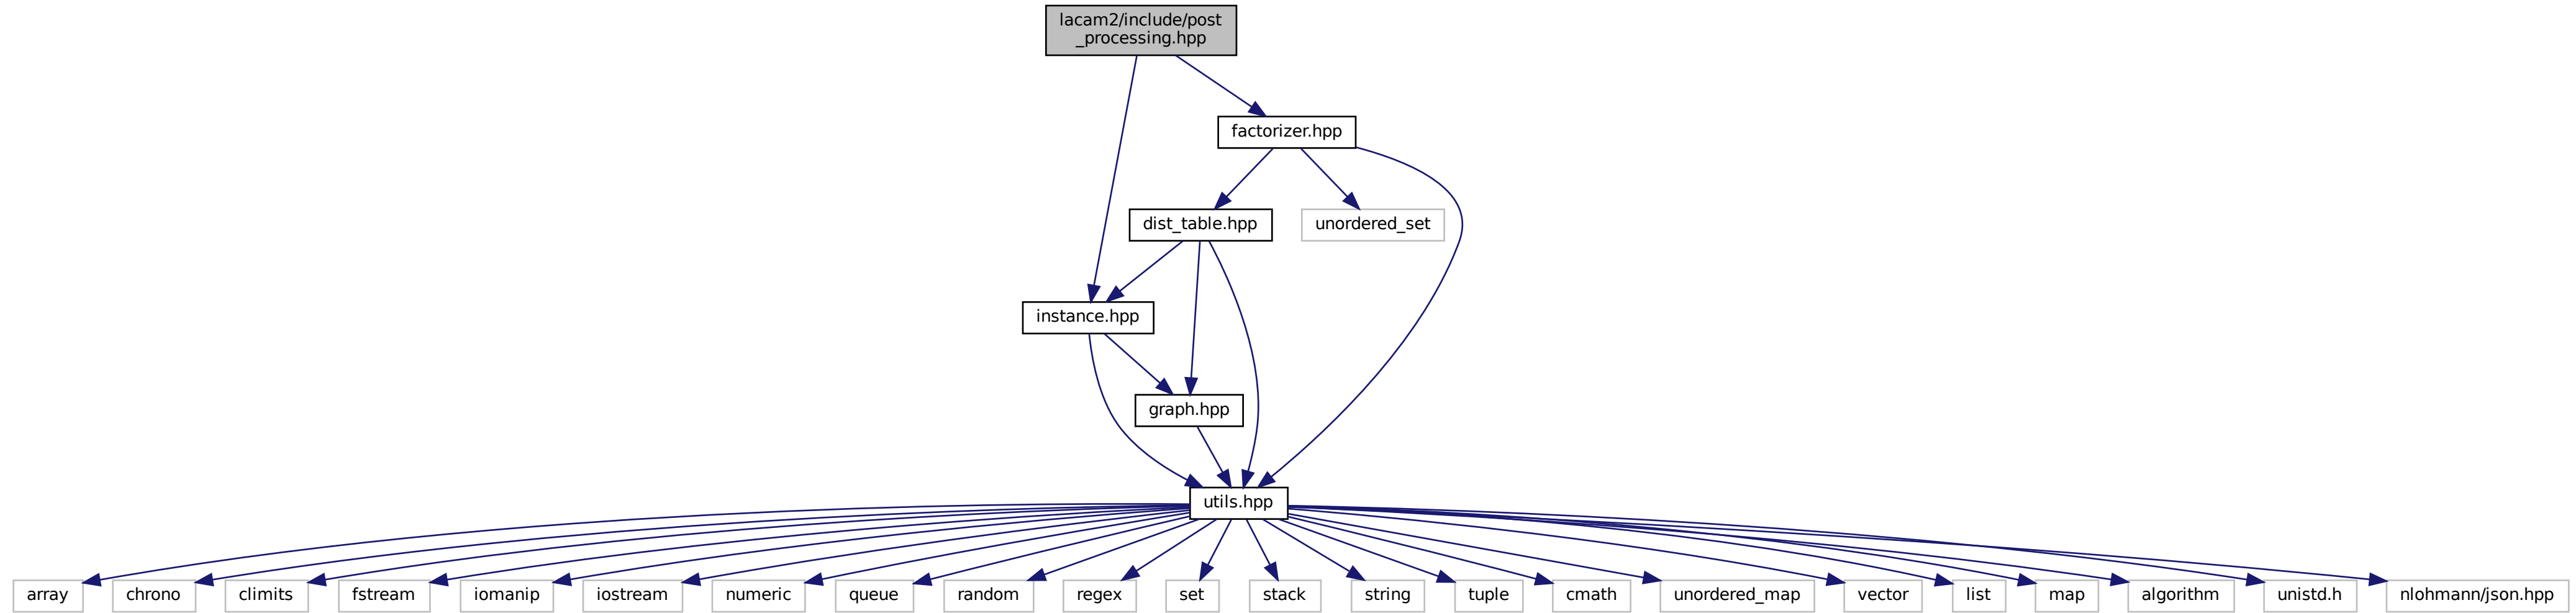 lacam2/include/post
_processing.hpp
factorizer.hpp
dist_table.hpp
unordered_set
instance.hpp
graph.hpp
utils.hpp
array
chrono
climits
fstream
iomanip
iostream
numeric
queue
random
regex
set
stack
string
tuple
cmath
unordered_map
vector
list
map
algorithm
unistd.h
nlohmann/json.hpp